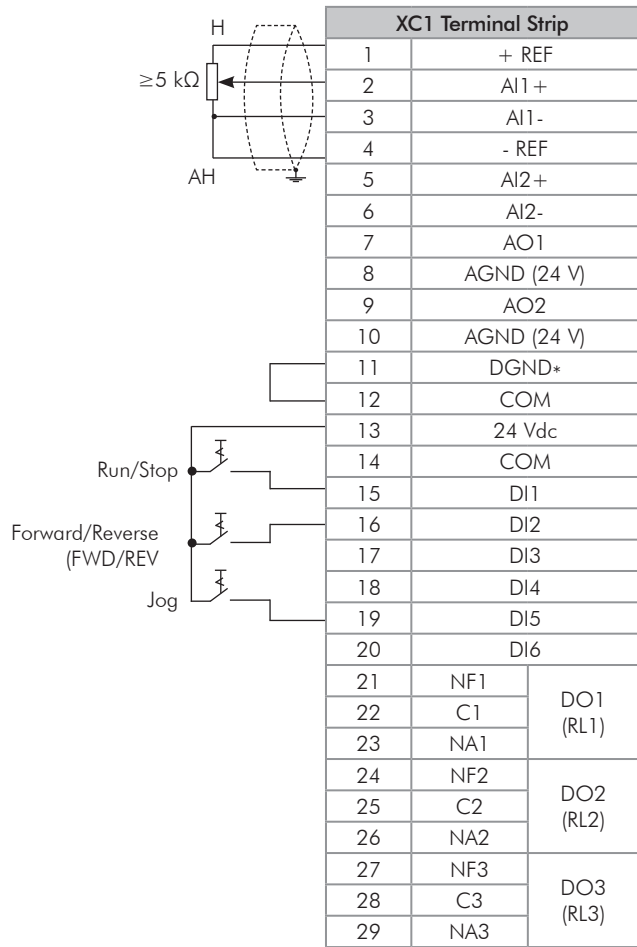 XC1 Terminal Strip
H
≥5 kΩ
AH
1 + REF
2 AI1+
3 AI1-
4 - REF
5 AI2+
6 AI2-
7 AO1
8 AGND (24 V)
9 AO2
10 AGND (24 V)
11 DGND*
12 COM
13 24 Vdc
14 COM
Run/Stop
15 DI1
16 DI2
Forward/Reverse
(FWD/REV
17 DI3
18 DI4
Jog
19 DI5
20 DI6
21 NF1
22 C1
23 NA1
DO1
(RL1)
24 NF2
25 C2
26 NA2
DO2
(RL2)
27 NF3
28 C3
29 NA3
DO3
(RL3)